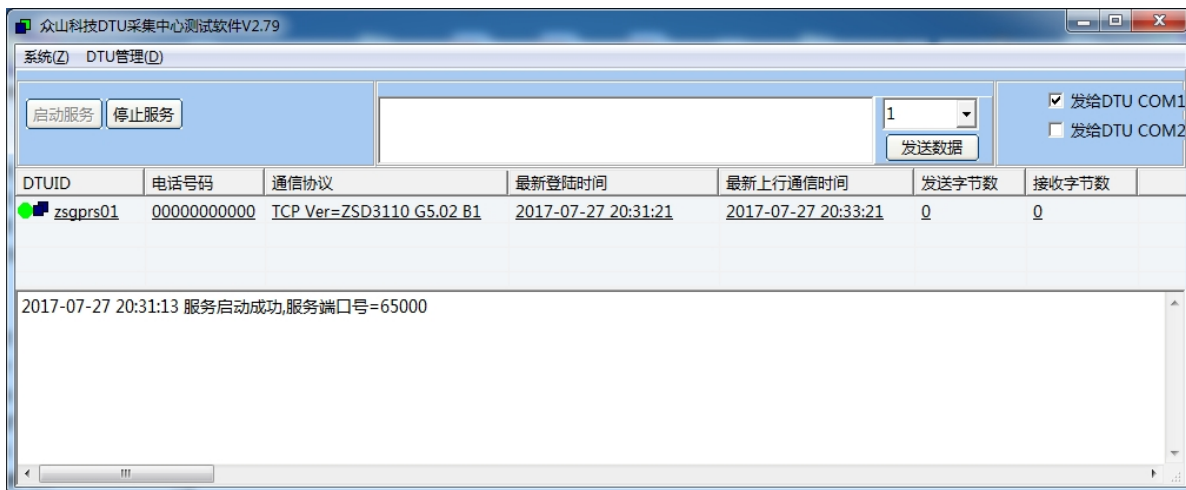 众山科技DTU采集中心测试软件V2.79
系统(Z) DTU管理(D)
启动服务 停止服务
1
发送数据
发给DTU COM1
发给DTU COM2
DTUID 电话号码 通信协议 最新登陆时间 最新上行通信时间 发送字节数 接收字节数
zsgprs01 00000000000 TCP Ver=ZSD3110 G5.02 B1 2017-07-27 20:31:21 2017-07-27 20:33:21 0 0
2017-07-27 20:31:13 服务启动成功,服务端口号=65000